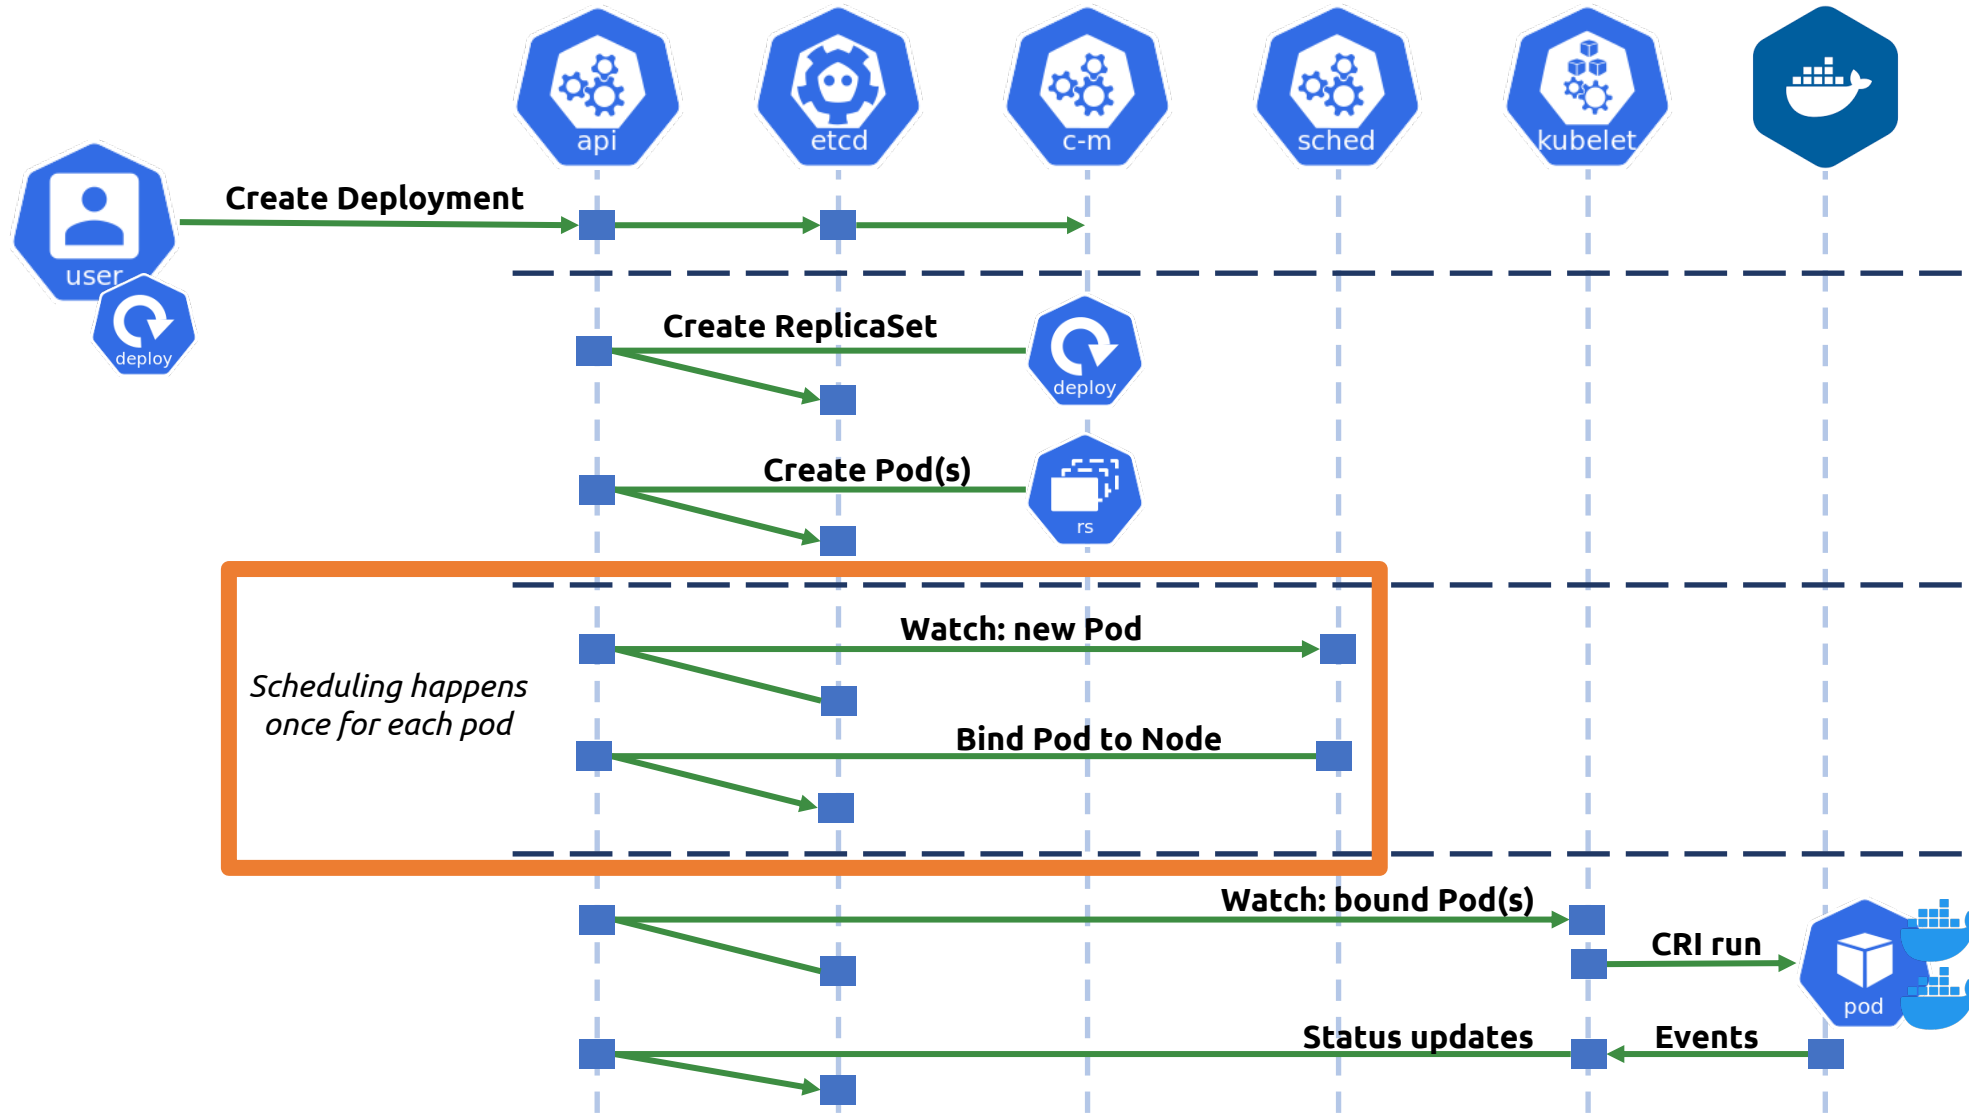 api
etcd
c-m
sched
kubelet
Create Deployment
user
deploy
Create ReplicaSet
deploy
Create Pod(s)
rs
Watch: new Pod
Scheduling happens
once for each pod
Bind Pod to Node
Watch: bound Pod(s)
CRI run
pod
Status updates
Events